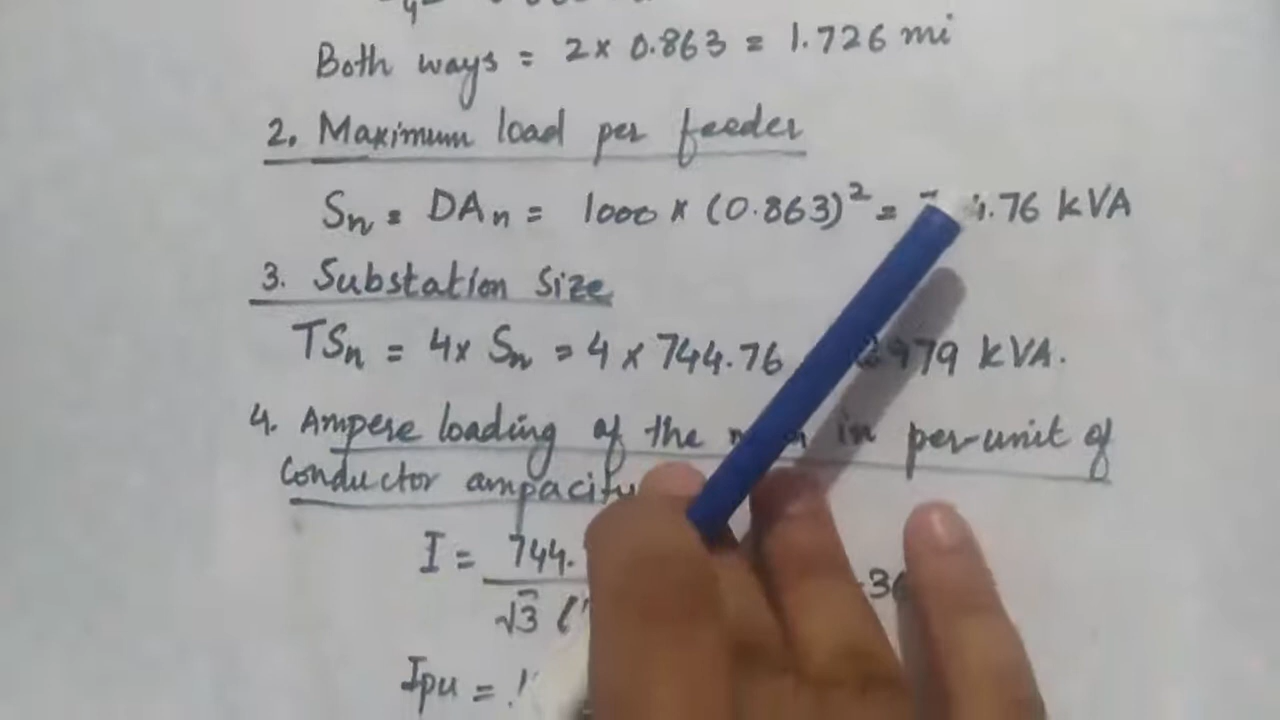 Both ways = 2 x 0.863 = 1.726 mi
2. Maximum load per feeder
Sn = DAn = 1000 x (0.863)² = .76 kVA
3. Substation Size
TSn = 4x Sn = 4 x 744.76 979 kVA.
4. Ampere loading of the in per-unit of
Conductor ampacity
I = 744.
√3 (
Ipu =